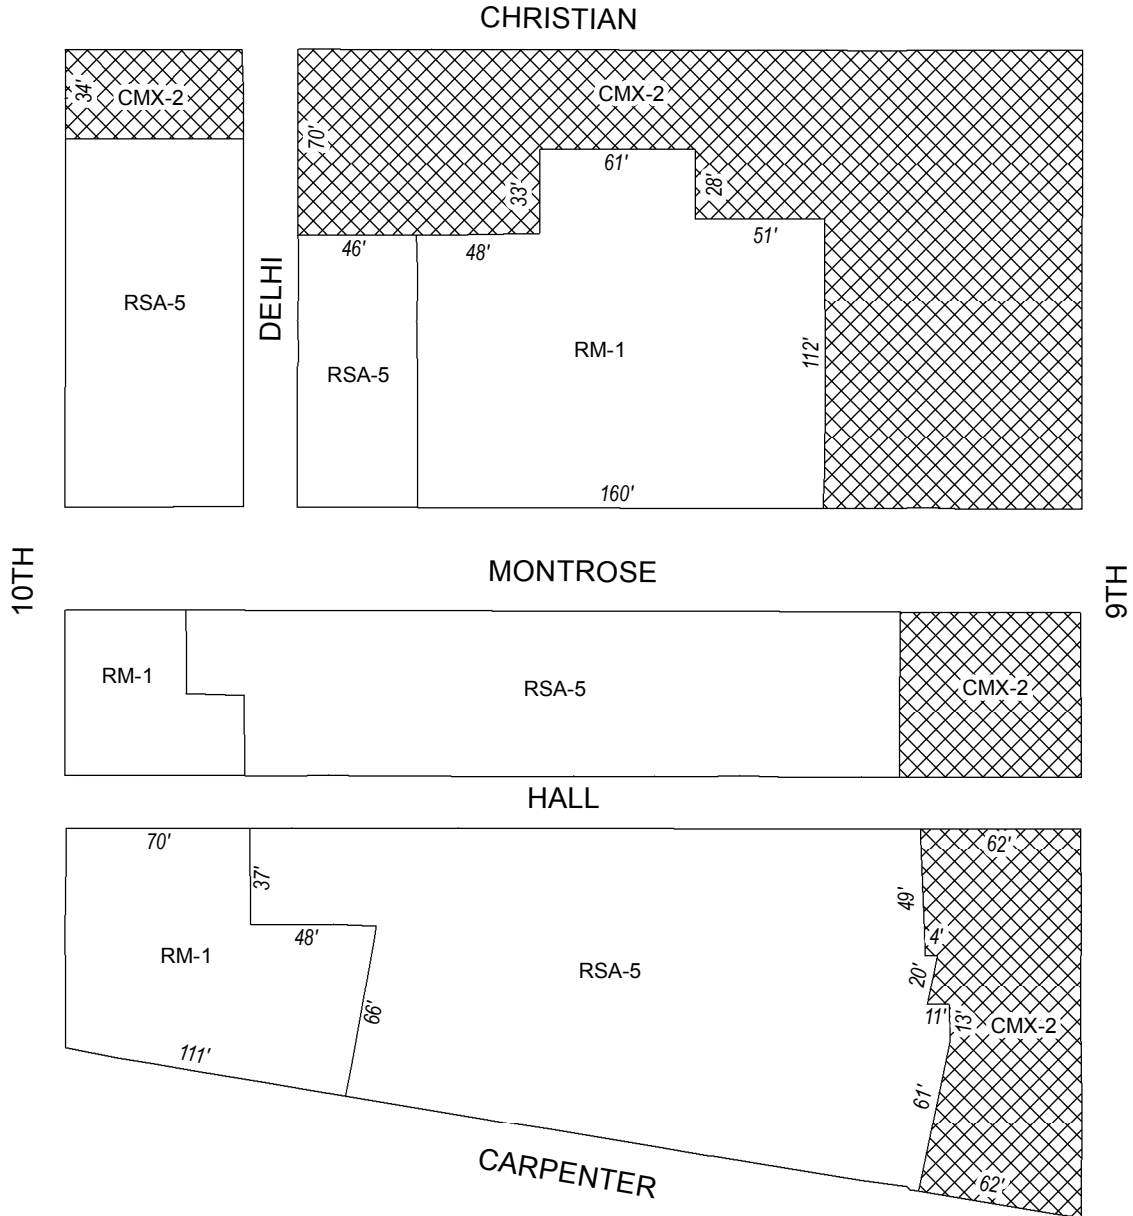 CHRISTIAN
34'
CMX-2
CMX-2
70'
61'
33'
28'
46'
48'
51'
RSA-5
DELHI
RSA-5
RM-1
112'
160'
10TH
MONTROSE
9TH
RM-1
RSA-5
CMX-2
HALL
70'
62'
37'
49'
48'
4'
RM-1
RSA-5
20'
66'
11'
13'
CMX-2
111'
61'
CARPENTER
62'